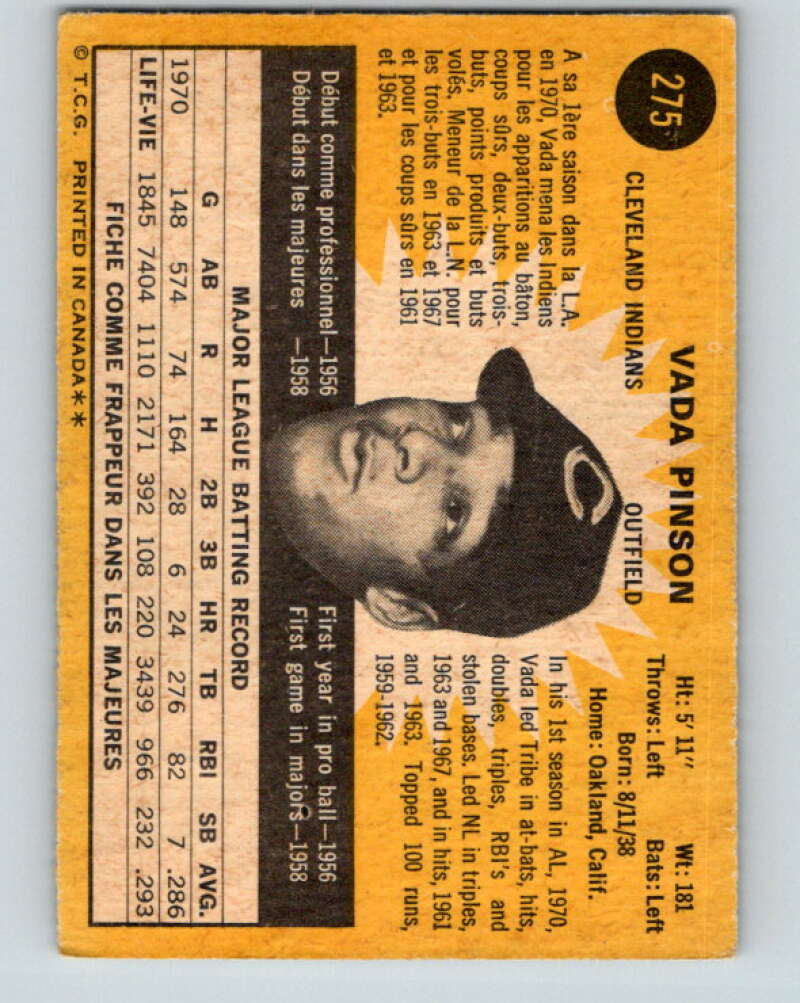 275
VADA PINSON
CLEVELAND INDIANS OUTFIELD
Ht: 5' 11" Wt: 181
Throws: Left Bats: Left
Born: 8/11/38
Home: Oakland, Calif.
A sa 1ère saison dans la L.A.
en 1970, Vada mena les Indiens
pour les apparitions au bâton,
coups sûrs, deux-buts, trois-
buts, points produits et buts
volés. Meneur de la L.N. pour
les trois-buts en 1963 et 1967
et pour les coups sûrs en 1961
et 1963.
In his 1st season in AL, 1970,
Vada led Tribe in at-bats, hits,
doubles, triples, RBI's and
stolen bases. Led NL in triples,
1963 and 1967, and in hits, 1961
and 1963. Topped 100 runs,
1959-1962.
Début comme professionnel—1956
Début dans les majeures —1958
First year in pro ball—1956
First game in majors—1958
MAJOR LEAGUE BATTING RECORD
G AB R H 2B 3B HR TB RBI SB AVG.
1970 148 574 74 164 28 6 24 276 82 7 .286
LIFE-VIE 1845 7404 1110 2171 392 108 220 3439 966 232 .293
FICHE COMME FRAPPEUR DANS LES MAJEURES
© T.C.G. PRINTED IN CANADA**